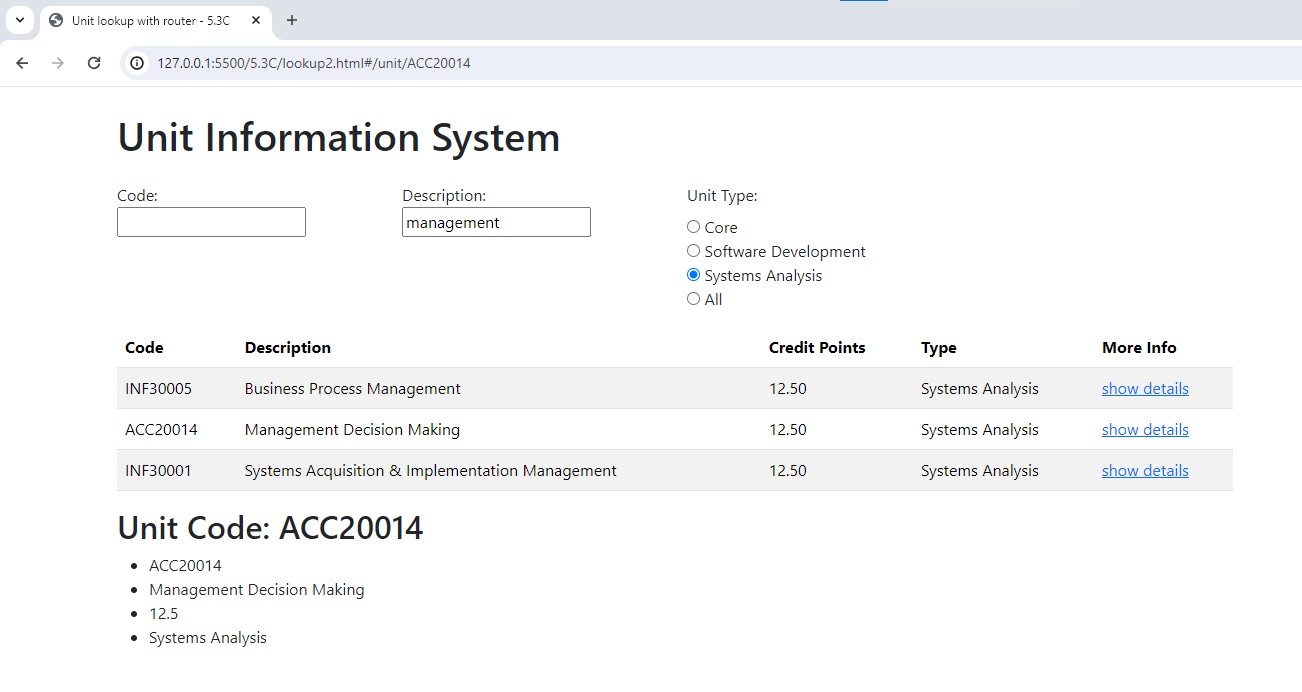 Unit lookup with router - 5.3C
127.0.0.1:5500/5.3C/lookup2.html#/unit/ACC20014
Unit Information System
Code: Description: Unit Type:
management
Core
Software Development
Systems Analysis
All
Code Description Credit Points Type More Info
INF30005 Business Process Management 12.50 Systems Analysis show details
ACC20014 Management Decision Making 12.50 Systems Analysis show details
INF30001 Systems Acquisition & Implementation Management 12.50 Systems Analysis show details
Unit Code: ACC20014
ACC20014
Management Decision Making
12.5
Systems Analysis